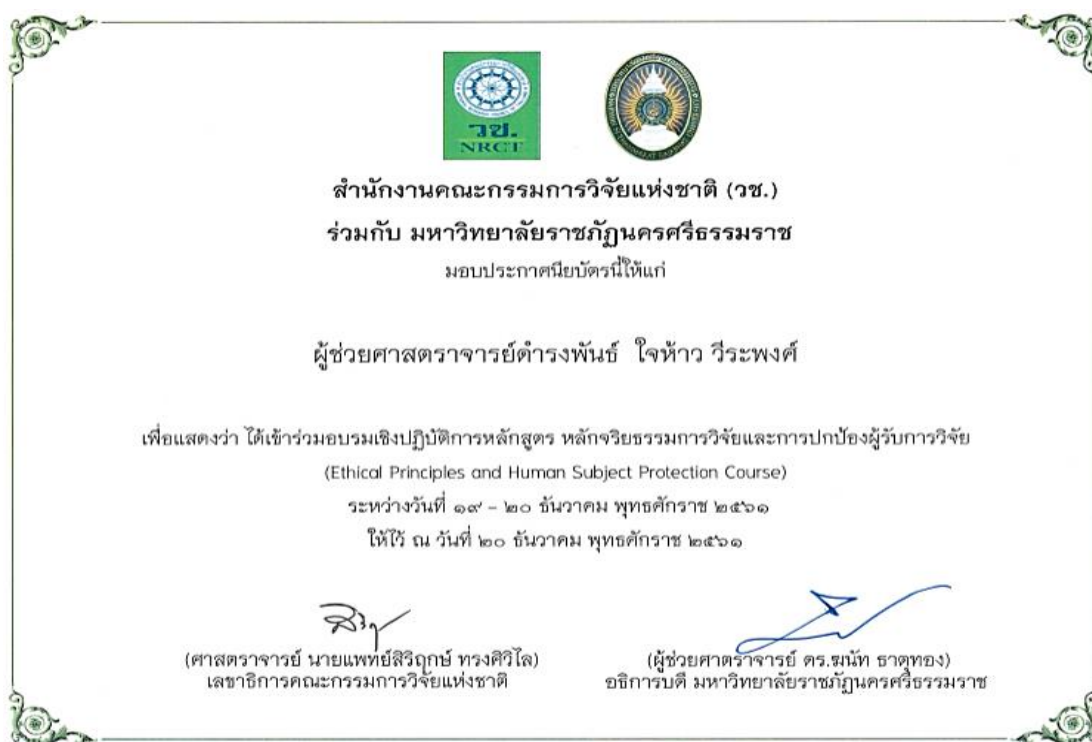 วช.
NRCT
สำนักงานคณะกรรมการวิจัยแห่งชาติ (วช.)
ร่วมกับ มหาวิทยาลัยราชภัฏนครศรีธรรมราช
มอบประกาศนียบัตรนี้ให้แก่
ผู้ช่วยศาสตราจารย์ดำรงพันธ์ ใจห้าว วีระพงศ์
เพื่อแสดงว่า ได้เข้าร่วมอบรมเชิงปฏิบัติการหลักสูตร หลักจริยธรรมการวิจัยและการปกป้องผู้รับการวิจัย
(Ethical Principles and Human Subject Protection Course)
ระหว่างวันที่ ๑๙ – ๒๐ ธันวาคม พุทธศักราช ๒๕๖๑
ให้ไว้ ณ วันที่ ๒๐ ธันวาคม พุทธศักราช ๒๕๖๑
(ศาสตราจารย์ นายแพทย์สิริฤกษ์ ทรงศิวิไล)
เลขาธิการคณะกรรมการวิจัยแห่งชาติ
(ผู้ช่วยศาตราจารย์ ดร.ฆนัท ธาตุทอง)
อธิการบดี มหาวิทยาลัยราชภัฏนครศรีธรรมราช